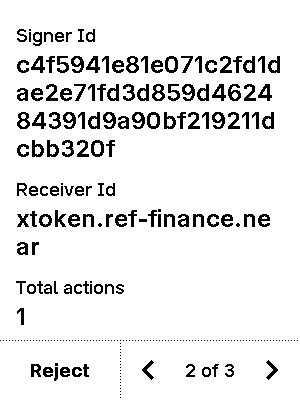 Signer Id
c4f5941e81e071c2fd1d
ae2e71fd3d859d4624
84391d9a90bf219211d
cbb320f
Receiver Id
xtoken.ref-finance.ne
ar
Total actions
1
Reject
2 of 3